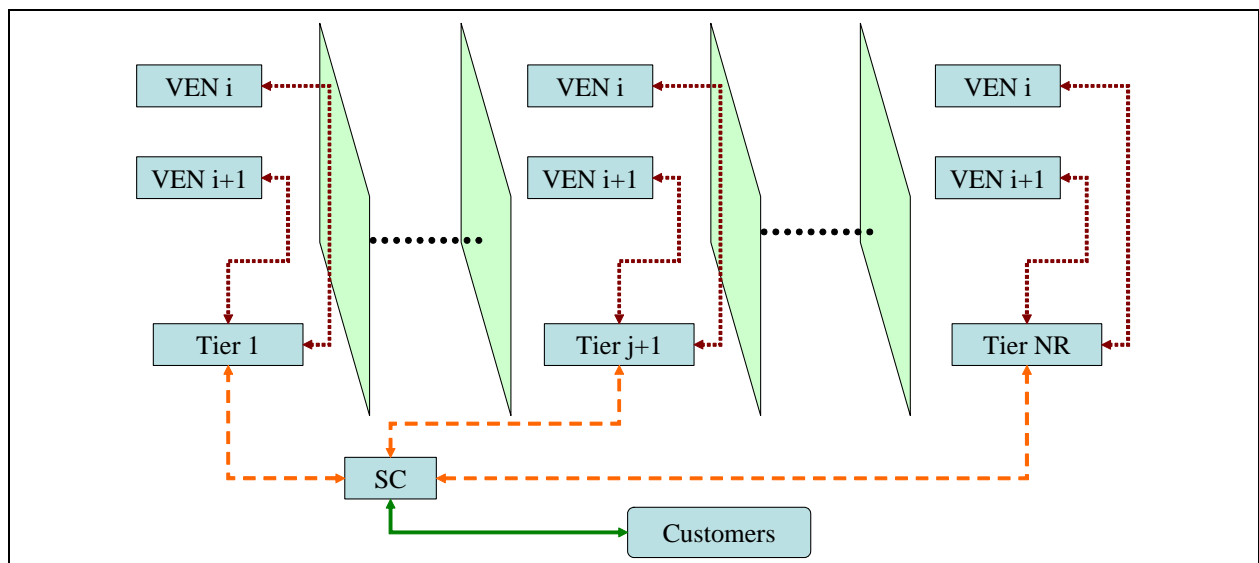 VEN i
VEN i
VEN i
VEN i+1
VEN i+1
VEN i+1
Tier 1
Tier j+1
Tier NR
SC
Customers